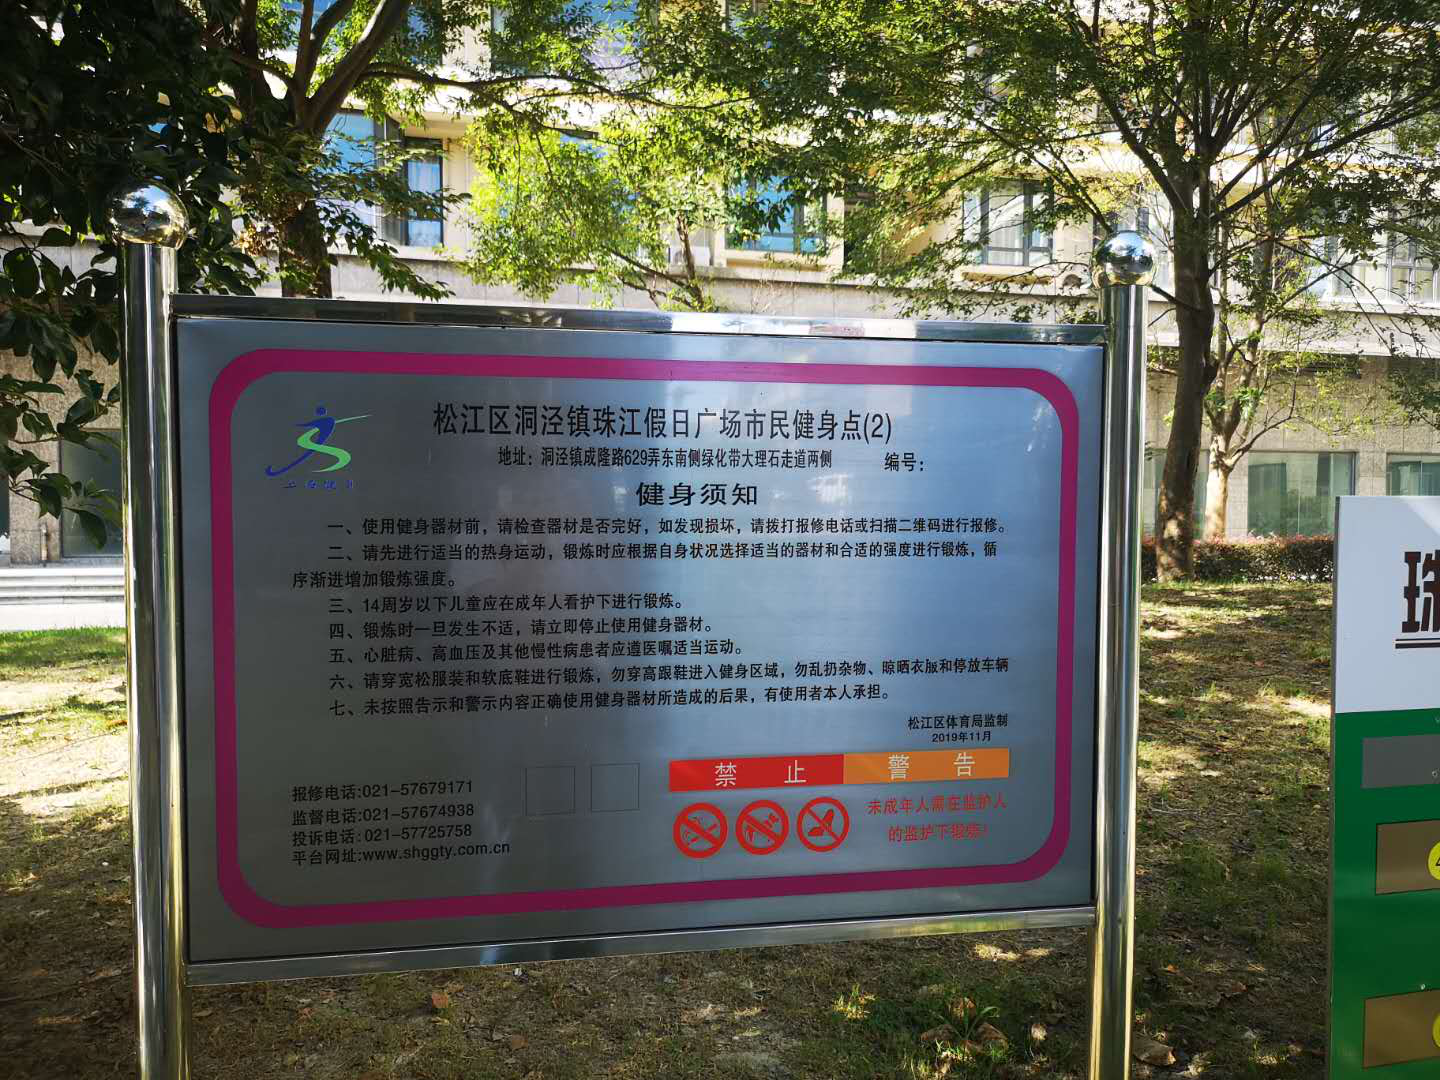 松江区洞泾镇珠江假日广场市民健身点(2)
地址：洞泾镇成隆路629弄东南侧绿化带大理石走道两侧 编号：
健身须知
一、使用健身器材前，请检查器材是否完好，如发现损坏，请拨打报修电话或扫描二维码进行报修。
二、请先进行适当的热身运动，锻炼时应根据自身状况选择适当的器材和合适的强度进行锻炼，循
序渐进增加锻炼强度。
三、14周岁以下儿童应在成年人看护下进行锻炼。
四、锻炼时一旦发生不适，请立即停止使用健身器材。
五、心脏病、高血压及其他慢性病患者应遵医嘱适当运动。
六、请穿宽松服装和软底鞋进行锻炼，勿穿高跟鞋进入健身区域，勿乱扔杂物、晾晒衣服和停放车辆
七、未按照告示和警示内容正确使用健身器材所造成的后果，有使用者本人承担。
松江区体育局监制
2019年11月
禁 止 警 告
未成年人需在监护人
的监护下锻炼！
报修电话:021-57679171
监督电话:021-57674938
投诉电话:021-57725758
平台网址:www.shggty.com.cn
珠